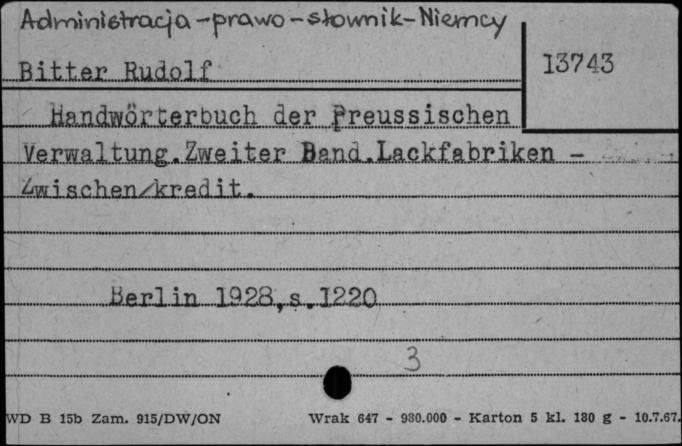 Administracja-prawo-słownik-Niemcy
Bitter Rudolf
13743
Handwörterbuch der Preussischen
Verwaltung.Zweiter Band.Lackfabriken -
Zwischen/kredit.
Berlin 1928,s.1220
3
WD B 15b Zam. 915/DW/ON Wrak 647 - 980.000 - Karton 5 kl. 180 g - 10.7.67.